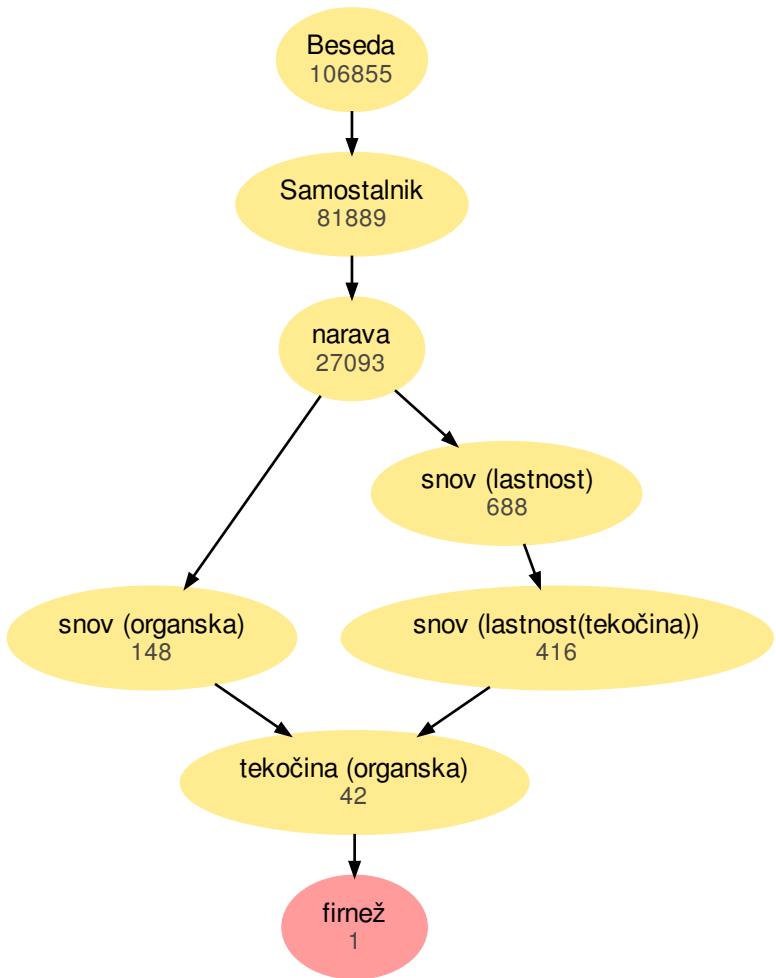 Beseda
106855
Samostalnik
81889
narava
27093
snov (lastnost)
688
snov (organska)
148
snov (lastnost(tekočina))
416
tekočina (organska)
42
firnež
1